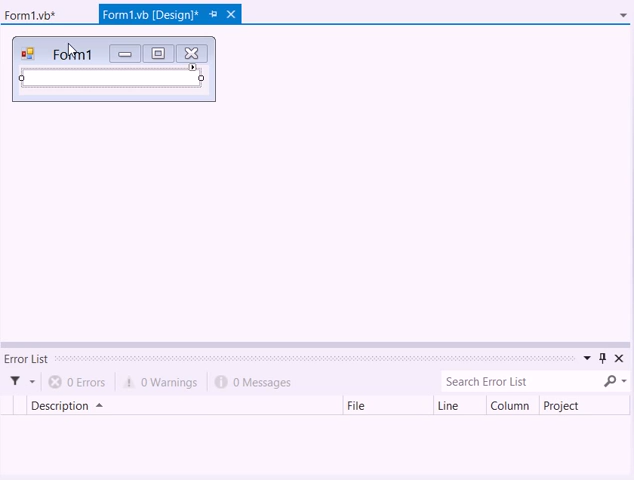 Form1.vb* Form1.vb [Design]*
Form1
Error List
0 Errors 0 Warnings 0 Messages Search Error List
Description File Line Column Project